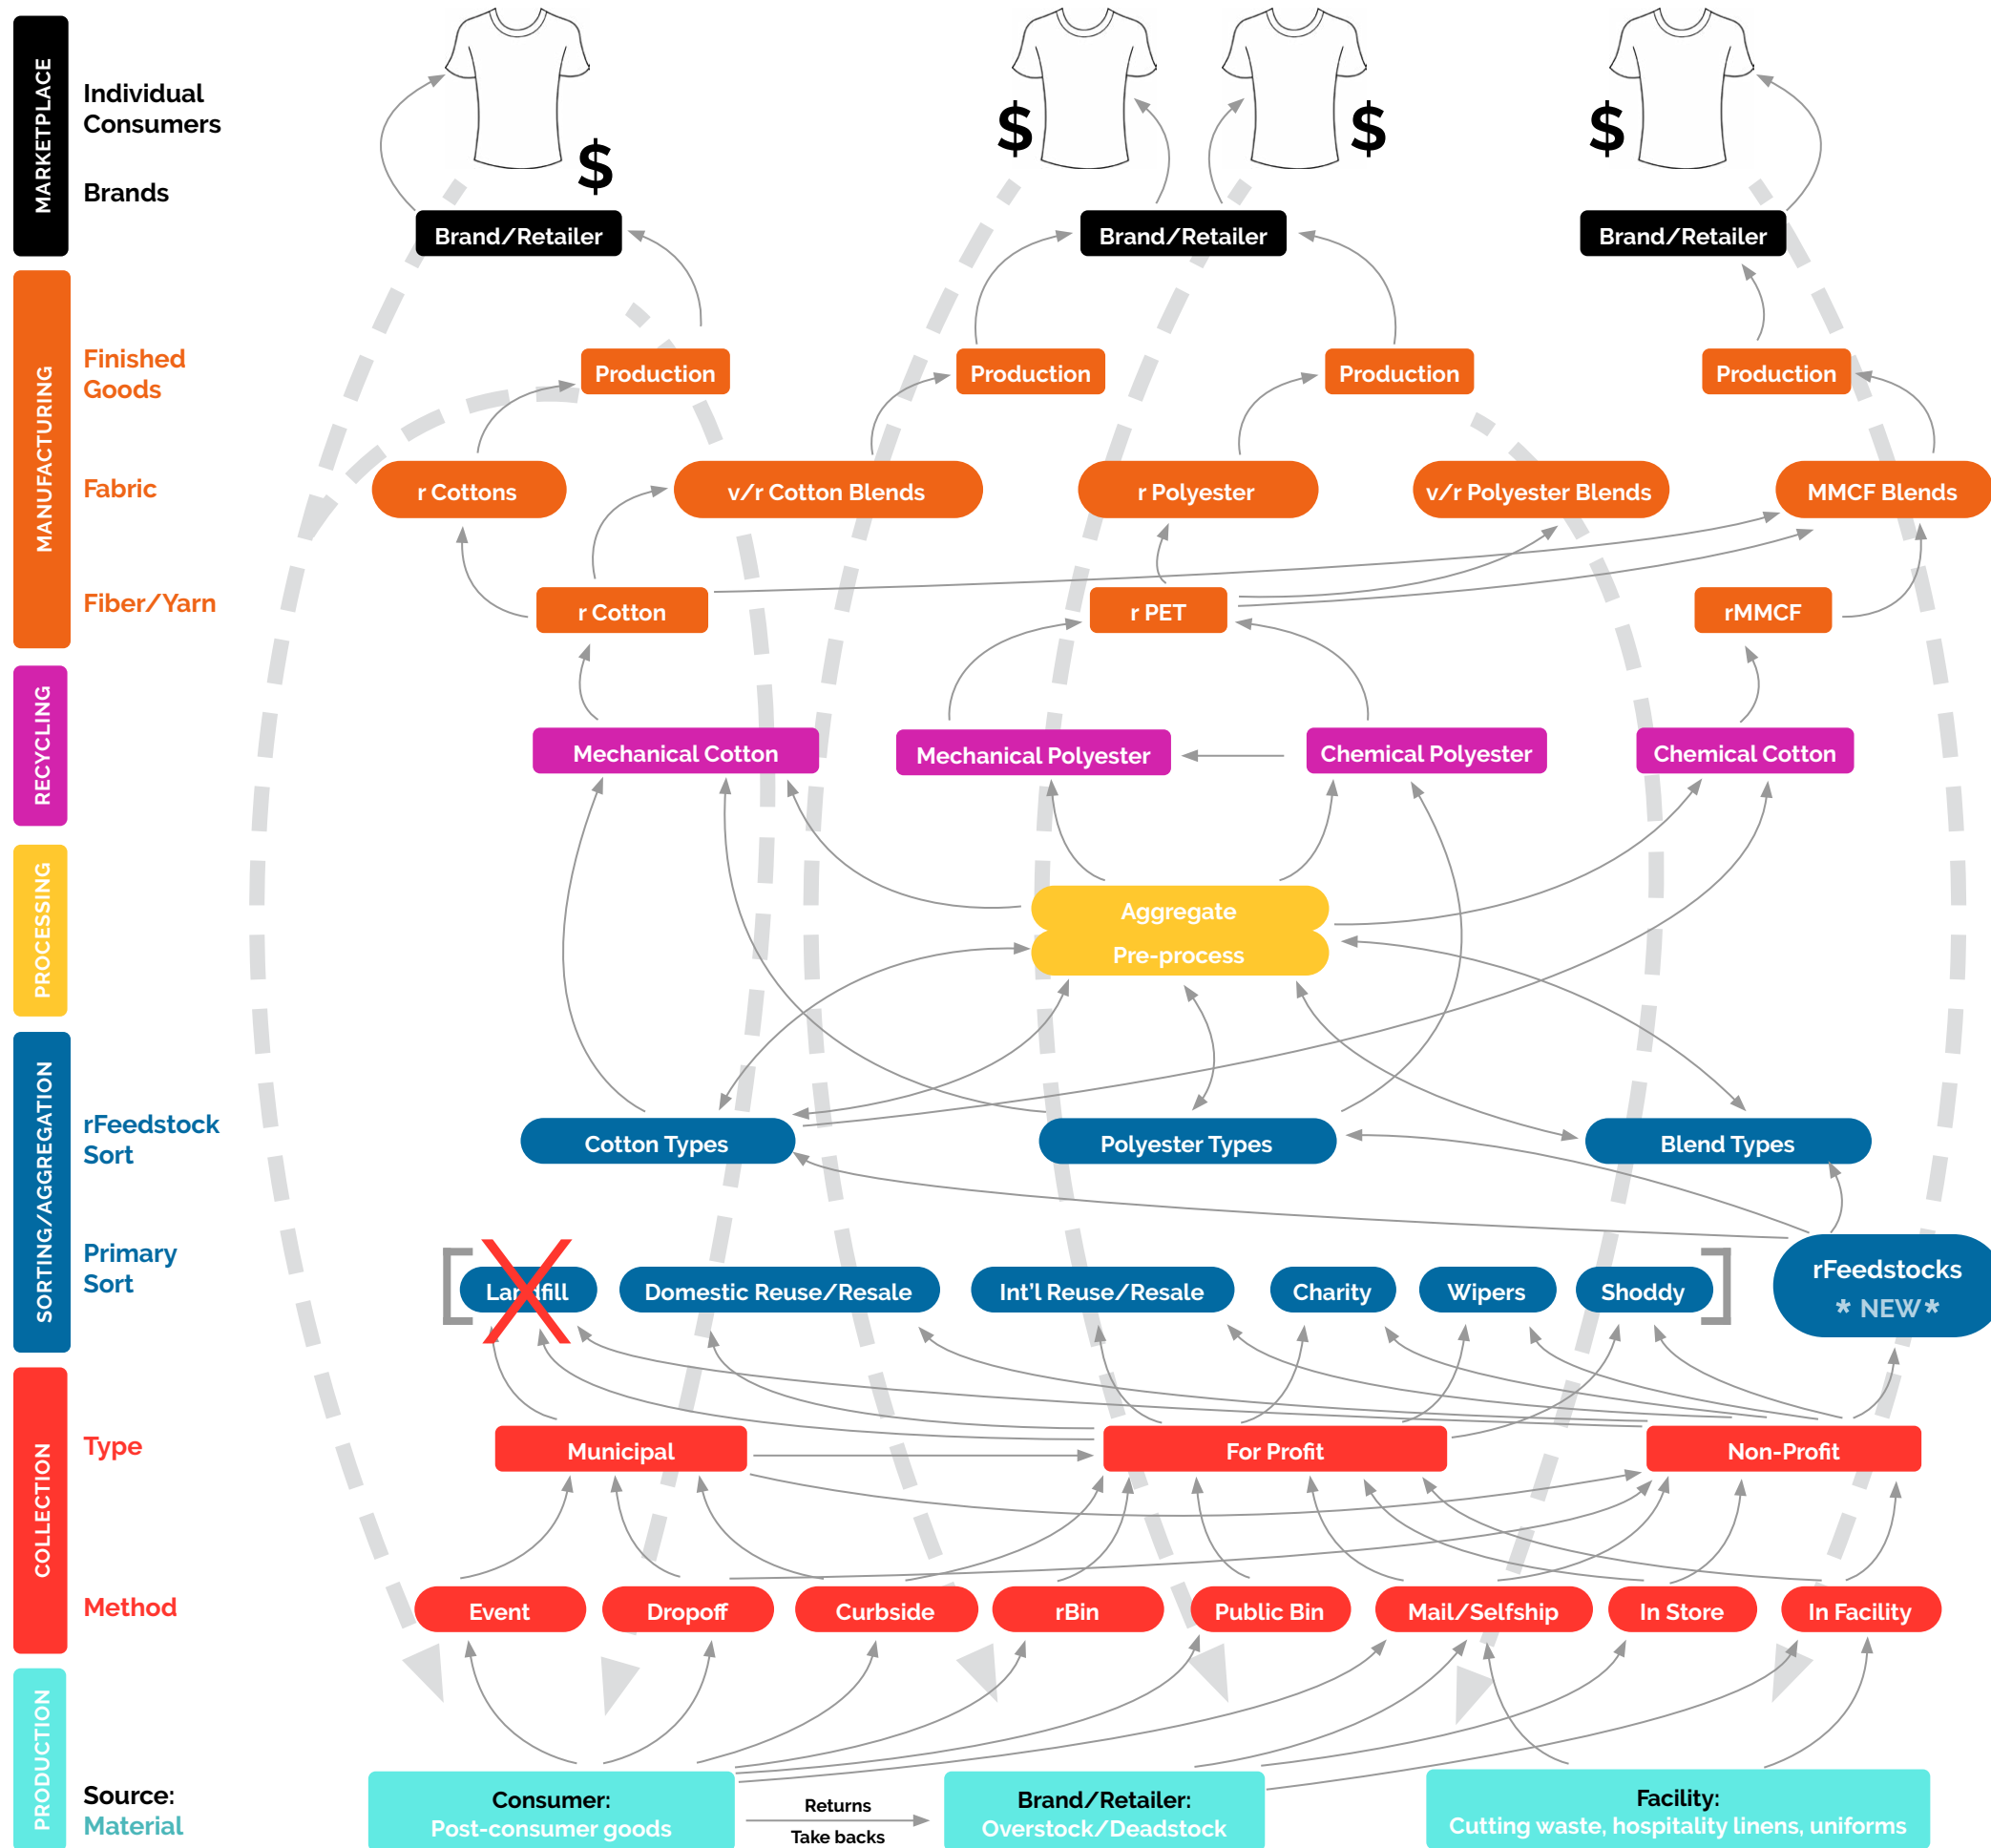 MARKETPLACE
Individual
Consumers
$
$
$
$
Brands
Brand/Retailer
Brand/Retailer
Brand/Retailer
MANUFACTURING
Finished
Goods
Production
Production
Production
Production
Fabric
r Cottons
v/r Cotton Blends
r Polyester
v/r Polyester Blends
MMCF Blends
Fiber/Yarn
r Cotton
r PET
rMMCF
RECYCLING
Mechanical Cotton
Mechanical Polyester
Chemical Polyester
Chemical Cotton
PROCESSING
Aggregate
Pre-process
SORTING/AGGREGATION
rFeedstock
Sort
Cotton Types
Polyester Types
Blend Types
Primary
Sort
Landfill
Domestic Reuse/Resale
Int'l Reuse/Resale
Charity
Wipers
Shoddy
rFeedstocks
* NEW*
COLLECTION
Type
Municipal
For Profit
Non-Profit
Method
Event
Dropoff
Curbside
rBin
Public Bin
Mail/Selfship
In Store
In Facility
PRODUCTION
Source:
Material
Consumer:
Post-consumer goods
Returns
Take backs
Brand/Retailer:
Overstock/Deadstock
Facility:
Cutting waste, hospitality linens, uniforms